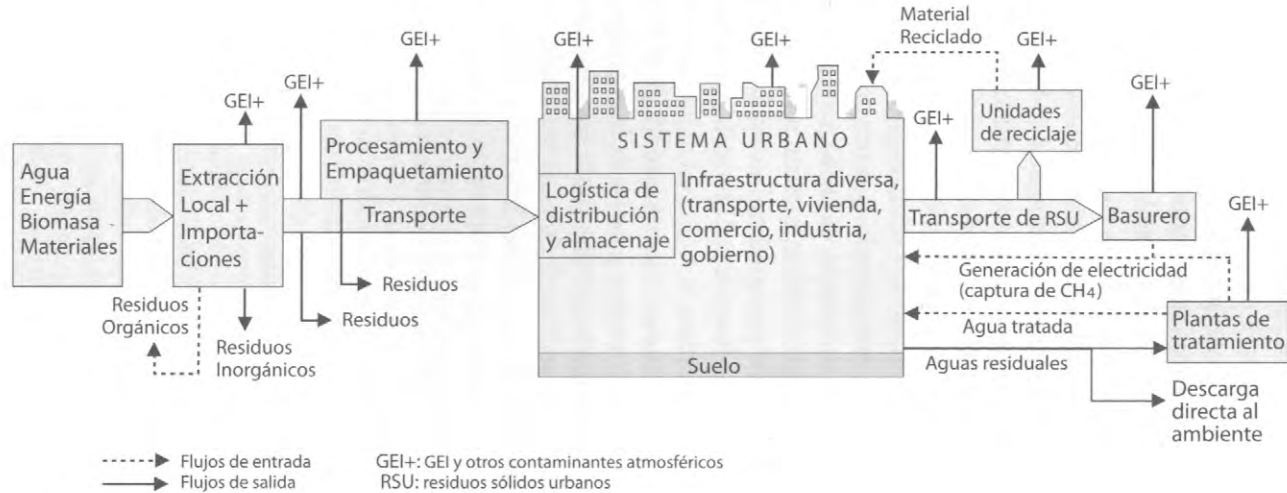 Agua
Energía
Biomasa
Materiales
GEI+
Extracción
Local +
Importa-
ciones
Residuos
Orgánicos
Residuos
Inorgánicos
GEI+
GEI+
Procesamiento y
Empaquetamiento
Transporte
Residuos
Residuos
GEI+
GEI+
SISTEMA URBANO
Logística de
distribución
y almacenaje
Infraestructura diversa,
(transporte, vivienda,
comercio, industria,
gobierno)
Suelo
Material
Reciclado
GEI+
GEI+
Unidades
de reciclaje
Transporte de RSU
GEI+
Basurero
Generación de electricidad
(captura de CH4)
Agua tratada
Aguas residuales
GEI+
Plantas de
tratamiento
Descarga
directa al
ambiente
Flujos de entrada
Flujos de salida
GEI+: GEI y otros contaminantes atmosféricos
RSU: residuos sólidos urbanos